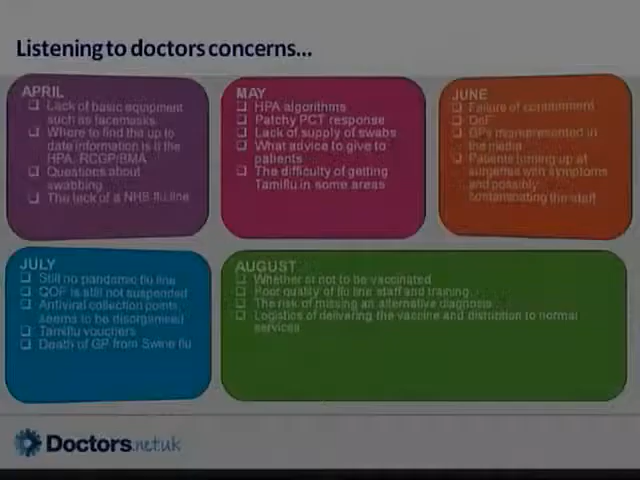 Listening to doctors concerns...
APRIL
❑ Lack of basic equipment
such as facemasks
❑ Where to find the up to
date information is it the
HPA, RCGP/BMA
❑ Questions about
swabbing
❑ The lack of a NHS flu line
MAY
❑ HPA algorithms
❑ Patchy PCT response
❑ Lack of supply of swabs
❑ What advice to give to
patients
❑ The difficulty of getting
Tamiflu in some areas
JUNE
❑ Failure of containment
❑ GPs misrepresented in
the media
❑ Patients turning up at
surgeries with symptoms
and possibly
contaminating the staff
JULY
❑ Still no pandemic flu line
❑ QOF is still not suspended
❑ Antiviral collection points
seems to be disorganised
❑ Tamiflu vouchers
❑ Death of GP from Swine flu
AUGUST
❑ Whether or not to be vaccinated
❑ Poor quality of flu line staff and training
❑ The risk of missing an alternative diagnosis
❑ Logistics of delivering the vaccine and disruption to normal
services
Doctors.net.uk